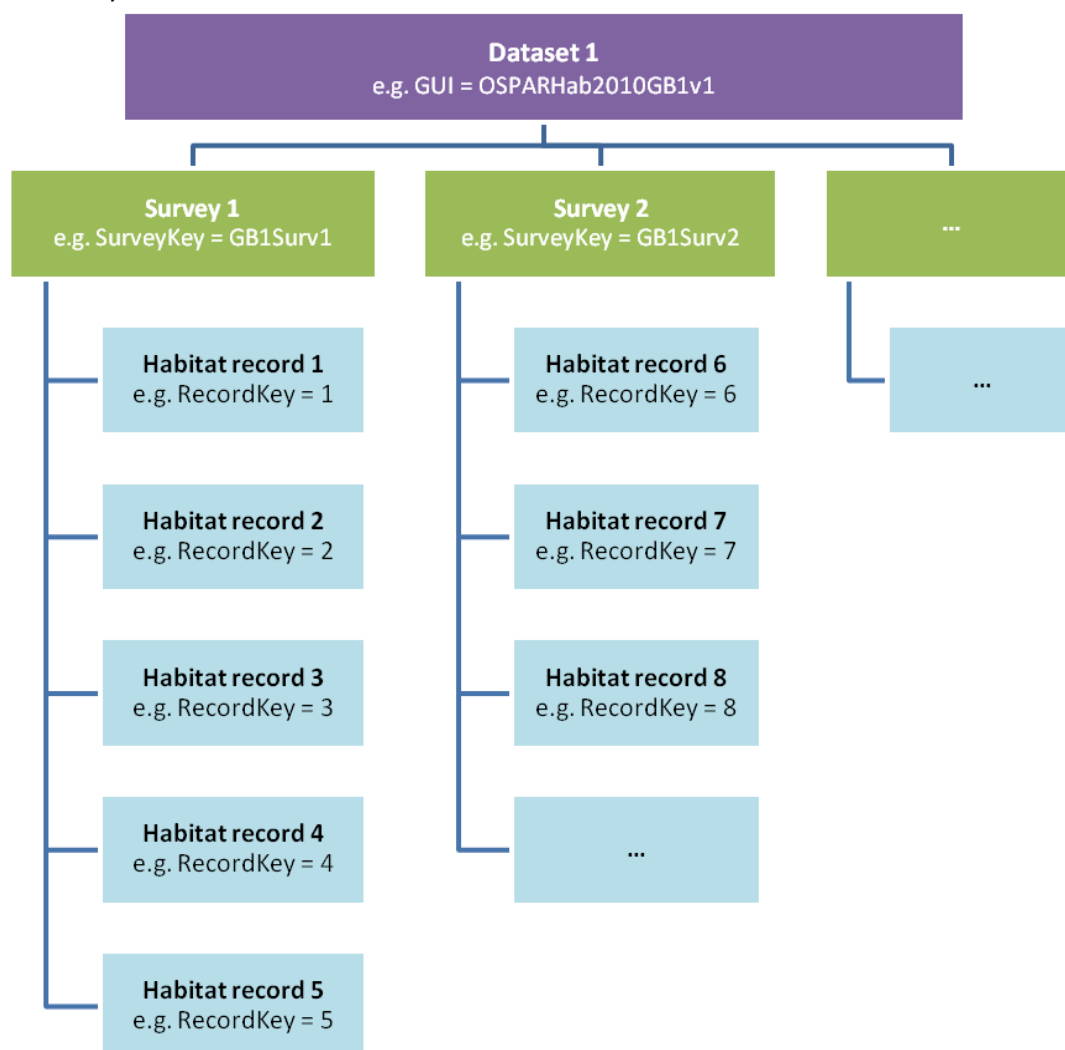 Dataset 1
e.g. GUI = OSPARHab2010GB1v1
Survey 1
e.g. SurveyKey = GB1Surv1
Survey 2
e.g. SurveyKey = GB1Surv2
...
Habitat record 1
e.g. RecordKey = 1
Habitat record 6
e.g. RecordKey = 6
...
Habitat record 2
e.g. RecordKey = 2
Habitat record 7
e.g. RecordKey = 7
Habitat record 3
e.g. RecordKey = 3
Habitat record 8
e.g. RecordKey = 8
Habitat record 4
e.g. RecordKey = 4
...
Habitat record 5
e.g. RecordKey = 5